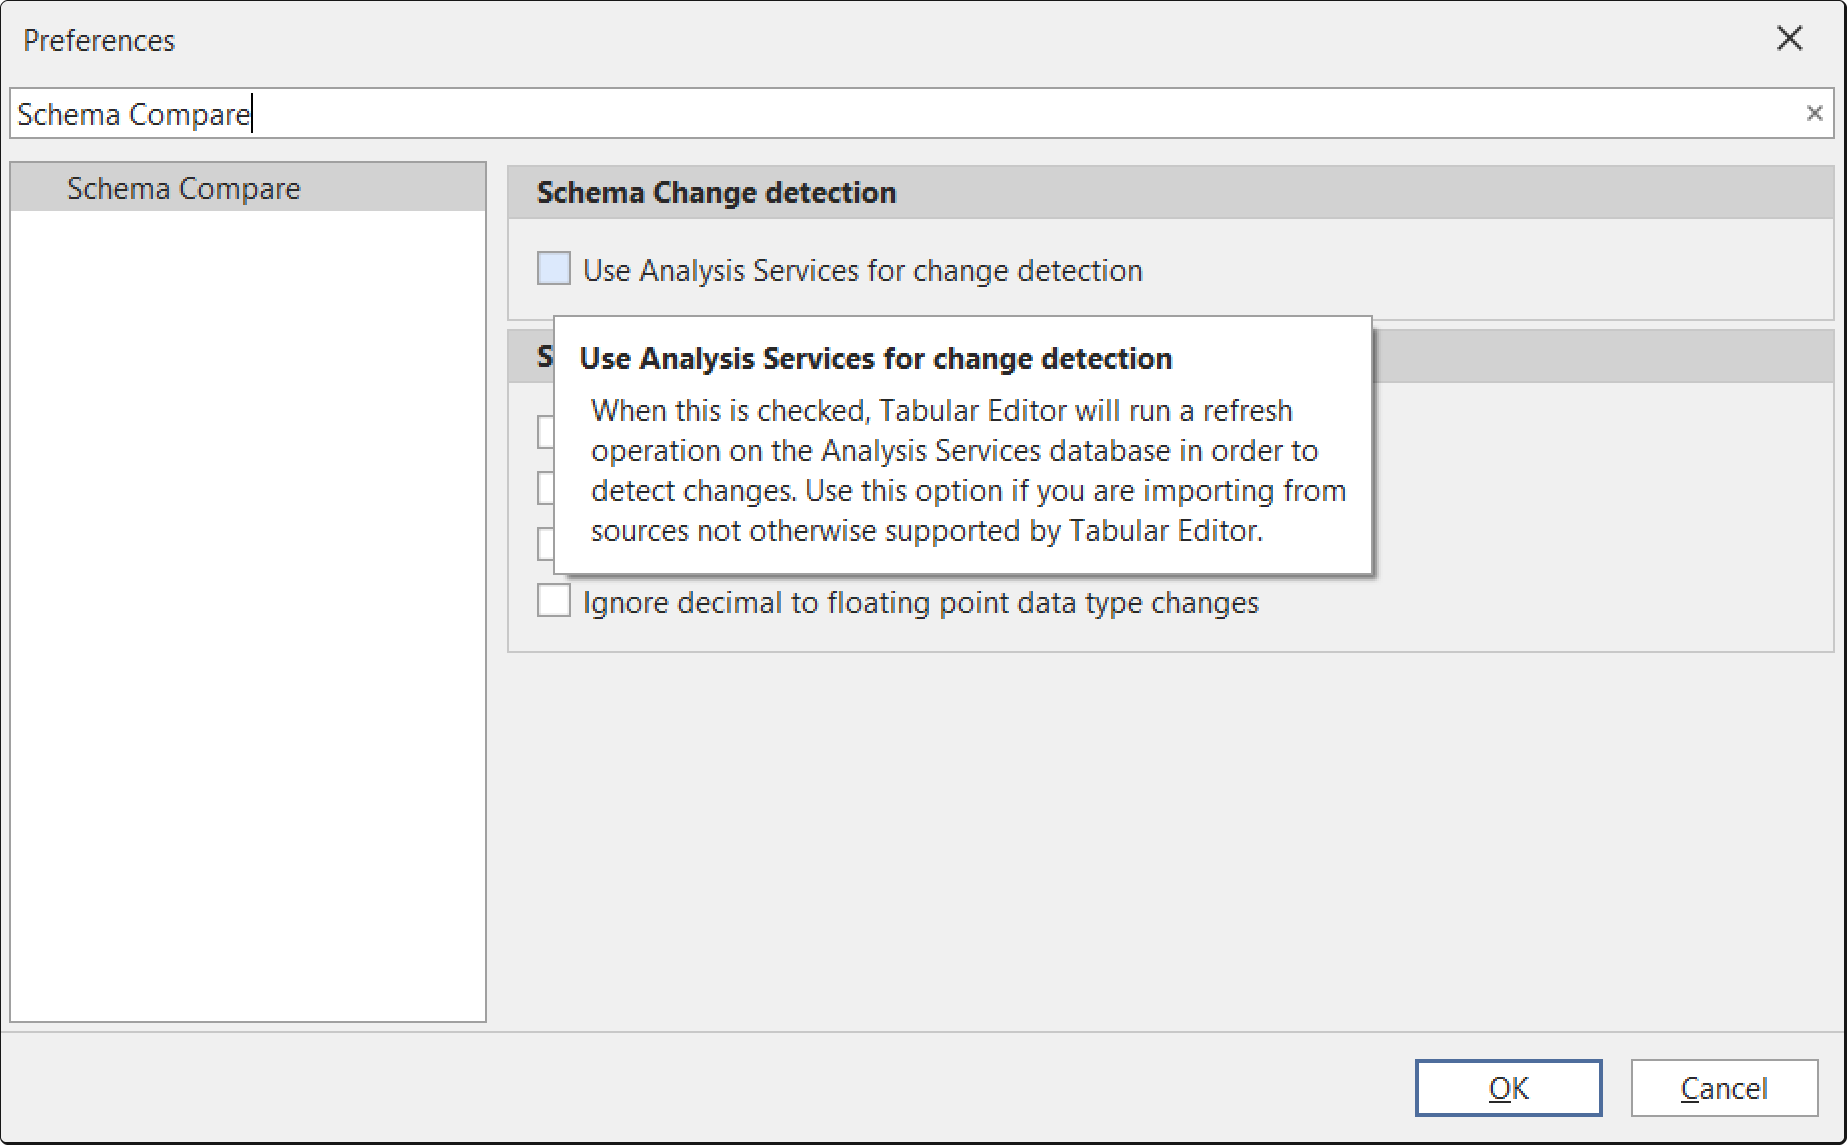 Preferences
Schema Compare
Schema Compare
Schema Change detection
Use Analysis Services for change detection
S
Use Analysis Services for change detection
When this is checked, Tabular Editor will run a refresh
operation on the Analysis Services database in order to
detect changes. Use this option if you are importing from
sources not otherwise supported by Tabular Editor.
Ignore decimal to floating point data type changes
OK
Cancel